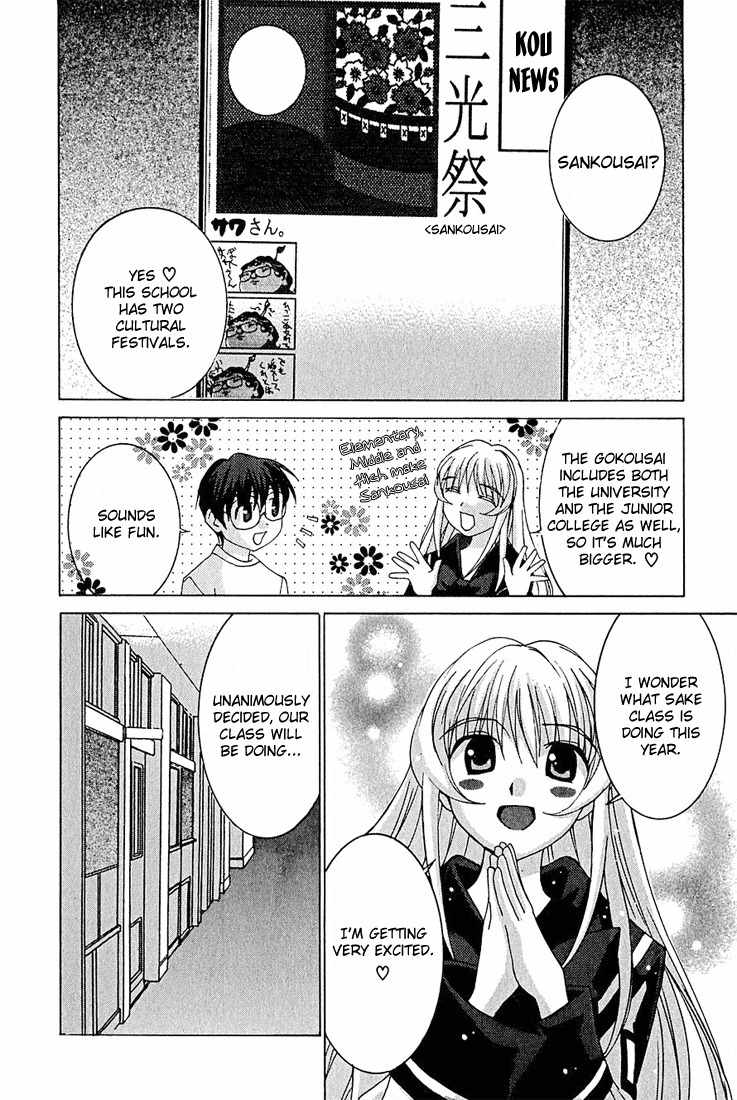 KOU
NEWS
SANKOUSAI?
三光祭
<SANKOUSAI>
サワさん。
YES ♡
THIS SCHOOL
HAS TWO
CULTURAL
FESTIVALS.
THE GOKOUSAI
INCLUDES BOTH
THE UNIVERSITY
AND THE JUNIOR
COLLEGE AS WELL,
SO IT'S MUCH
BIGGER. ♡
Elementary,
Middle and
High make
Sankousai
SOUNDS
LIKE FUN.
I WONDER
WHAT SAKE
CLASS IS
DOING THIS
YEAR.
I'M GETTING
VERY EXCITED.
♡
UNANIMOUSLY
DECIDED, OUR
CLASS WILL
BE DOING...